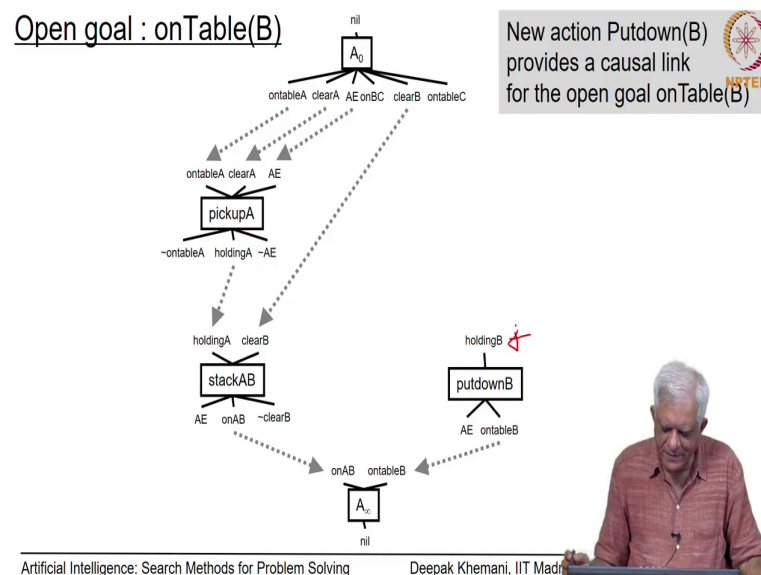 Open goal : onTable(B)
New action Putdown(B)
provides a causal link
for the open goal onTable(B)
NPTEL
nil
A₀
ontableA clearA AE onBC clearB ontableC
ontableA clearA AE
pickupA
~ontableA holdingA ~AE
holdingA clearB
holdingB
stackAB
putdownB
AE onAB ~clearB
AE ontableB
onAB ontableB
A∞
nil
Artificial Intelligence: Search Methods for Problem Solving
Deepak Khemani, IIT Madr